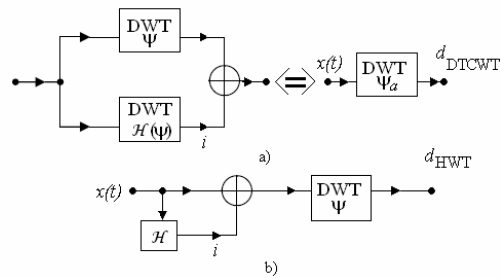 DWT
Ψ
DWT
ℋ(Ψ)
i
=
x(t)
DWT
Ψa
dDTCWT
a)
x(t)
ℋ
i
DWT
Ψ
dHWT
b)